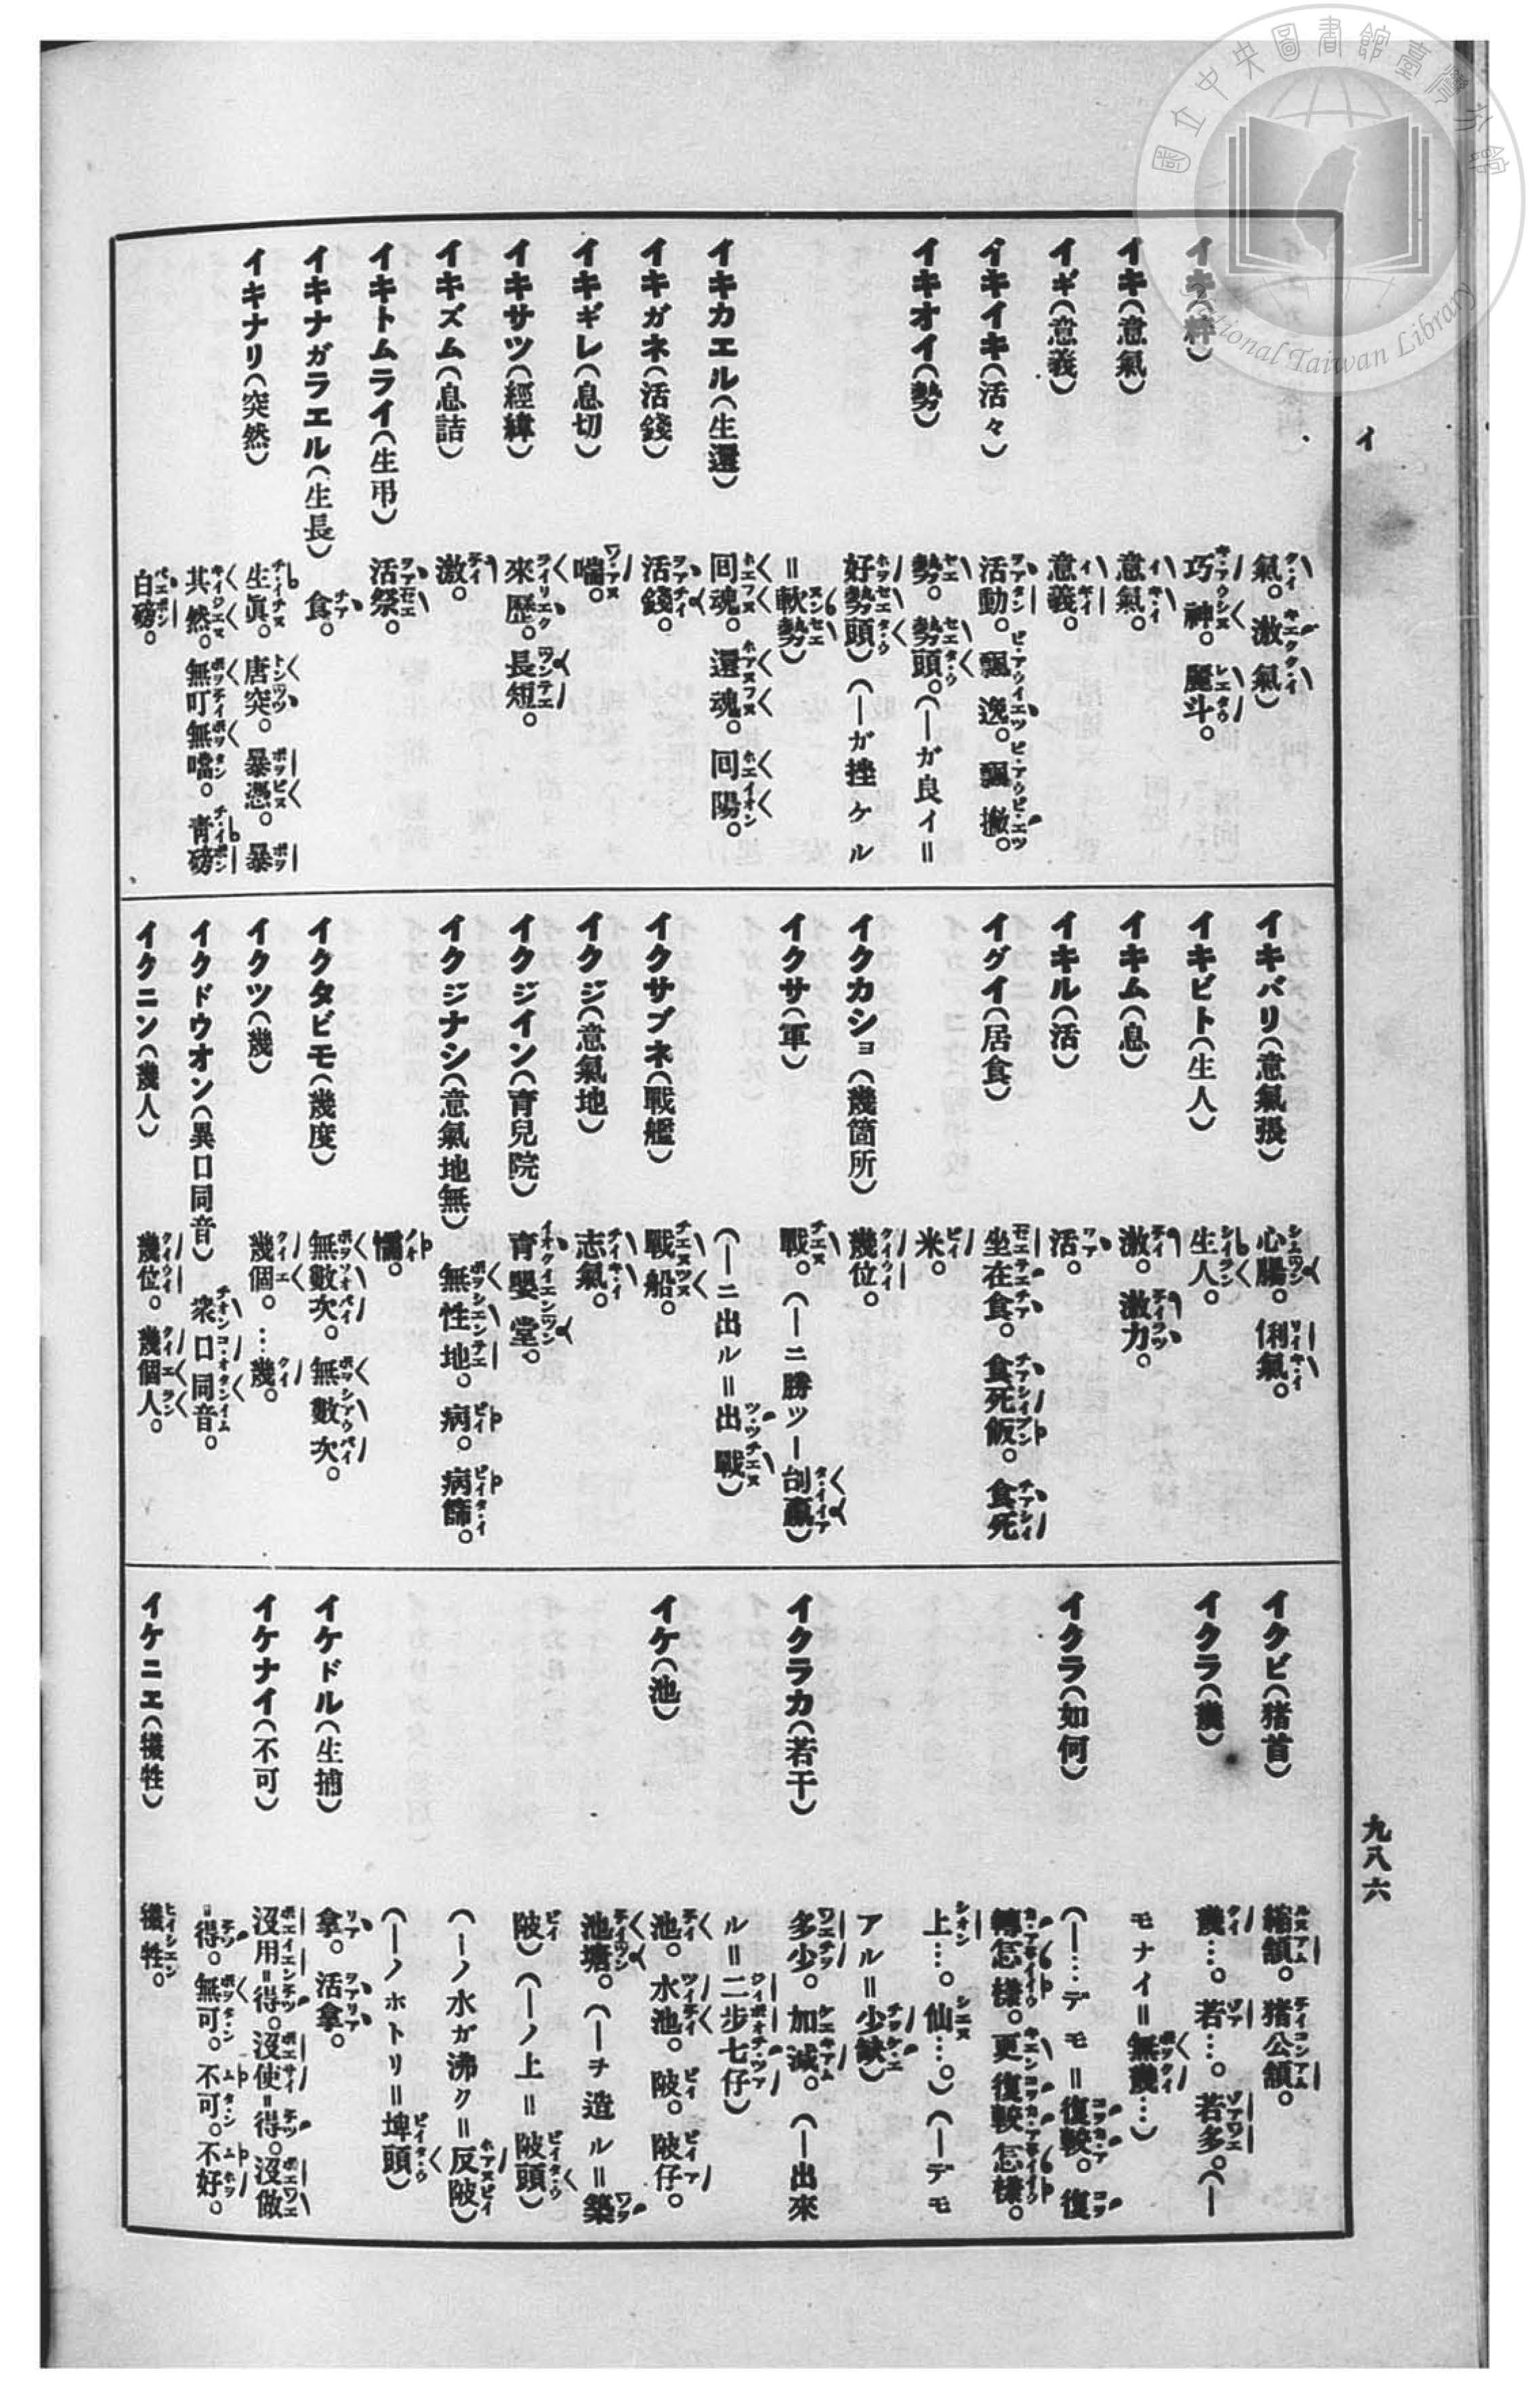 國立中央圖書館臺灣分館
National Taiwan Library
イ
九八六
氣。激氣)
イキ(粹) 巧神。麗斗。
イキ(意氣) 意氣。
イギ(意義) 意義。
イキイキ(活々) 活動。飄逸。飄撇。
イキオイ(勢) 勢。勢頭。(―ガ良イ=
好勢頭)(―ガ挫ケル
=軟勢)
イキカエル(生還) 回魂。還魂。回陽。
イキガネ(活錢) 活錢。
イキギレ(息切) 喘。
イキサツ(經緯) 來歷。長短。
イキズム(息詰) 激。
イキトムライ(生弔) 活祭。
イキナガラエル(生長) 食。
イキナリ(突然) 生眞。唐突。暴憑。暴
其然。無叮無噹。靑磅
白磅。
イキバリ(意氣張) 心腸。俐氣。
イキビト(生人) 生人。
イキム(息) 激。激力。
イキル(活) 活。
イグイ(居食) 坐在食。食死飯。食死
米。
イクカショ(幾箇所) 幾位。
イクサ(軍) 戰。(―ニ勝ツ―刣贏)
(―ニ出ル=出戰)
イクサブネ(戰艦) 戰船。
イクジ(意氣地) 志氣。
イクジイン(育兒院) 育嬰堂。
イクジナシ(意氣地無) 無性地。病。病篩。
懦。
イクタビモ(幾度) 無數次。無數次。
イクツ(幾) 幾個。…幾。
イクドウオン(異口同音) 衆口同音。
イクニン(幾人) 幾位。幾個人。
イクビ(猪首) 縮頷。猪公頷。
イクラ(幾) 幾…。若…。若多。(―
モナイ=無幾…)
イクラ(如何) (―……デモ=復較。復
轉怎樣。更復較怎樣。
上…。仙…。)(―デモ
アル=少缺)
イクラカ(若干) 多少。加減。(―出來
ル=二步七仔)
イケ(池) 池。水池。陂。陂仔。
池塘。(―ヲ造ル=築
陂)(―ノ上=陂頭)
(―ノ水ガ沸ク=反陂)
(―ノホトリ=埤頭)
イケドル(生捕) 拿。活拿。
イケナイ(不可) 沒用=得。沒使=得。沒做
=得。無可。不可。不好。
イケニエ(犠牲) 犠牲。